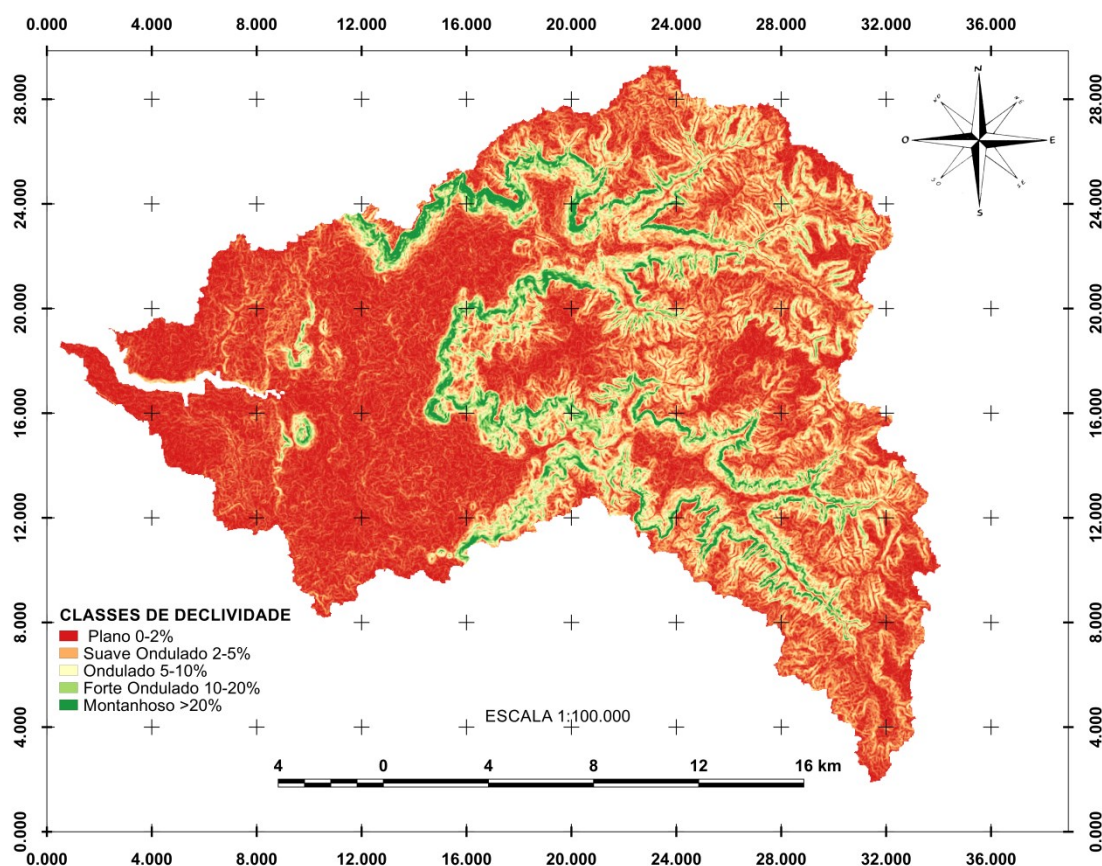 0.000 4.000 8.000 12.000 16.000 20.000 24.000 28.000 32.000 36.000
28.000 28.000
24.000 24.000
20.000 20.000
16.000 16.000
12.000 12.000
8.000 8.000
4.000 4.000
0.000 0.000
N
O E
S
CLASSES DE DECLIVIDADE
Plano 0-2%
Suave Ondulado 2-5%
Ondulado 5-10%
Forte Ondulado 10-20%
Montanhoso >20%
ESCALA 1:100.000
4 0 4 8 12 16 km
0.000 4.000 8.000 12.000 16.000 20.000 24.000 28.000 32.000 36.000